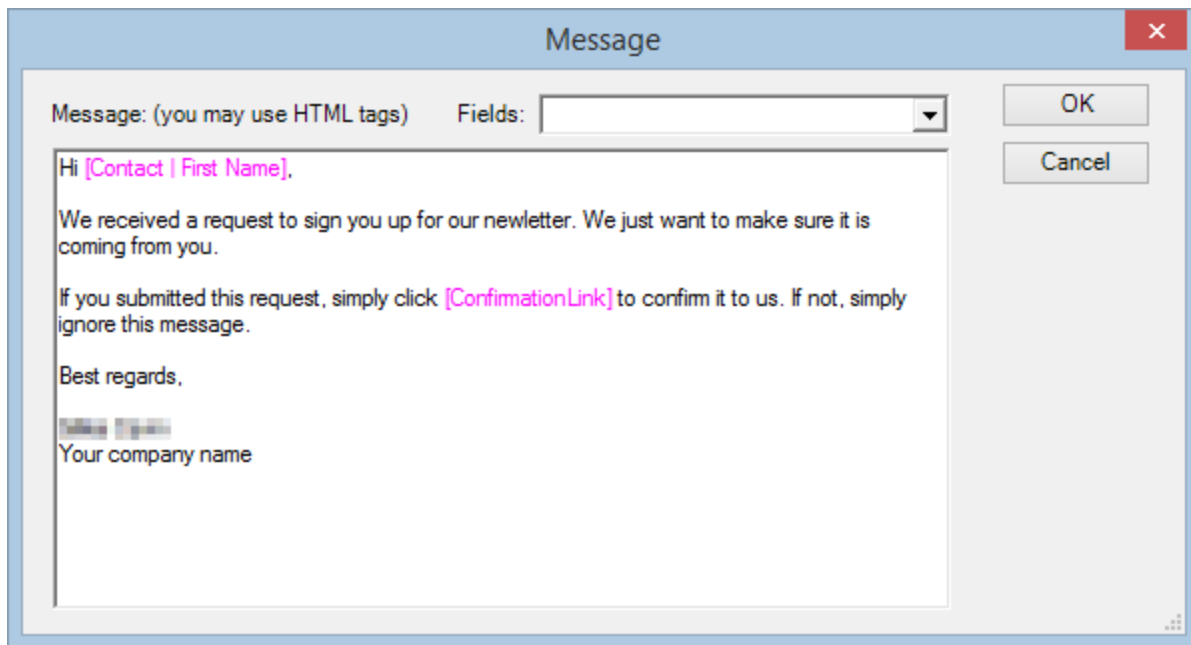 Message
Message: (you may use HTML tags) Fields:
OK
Cancel
Hi [Contact | First Name],
We received a request to sign you up for our newletter. We just want to make sure it is
coming from you.
If you submitted this request, simply click [ConfirmationLink] to confirm it to us. If not, simply
ignore this message.
Best regards,
Your company name